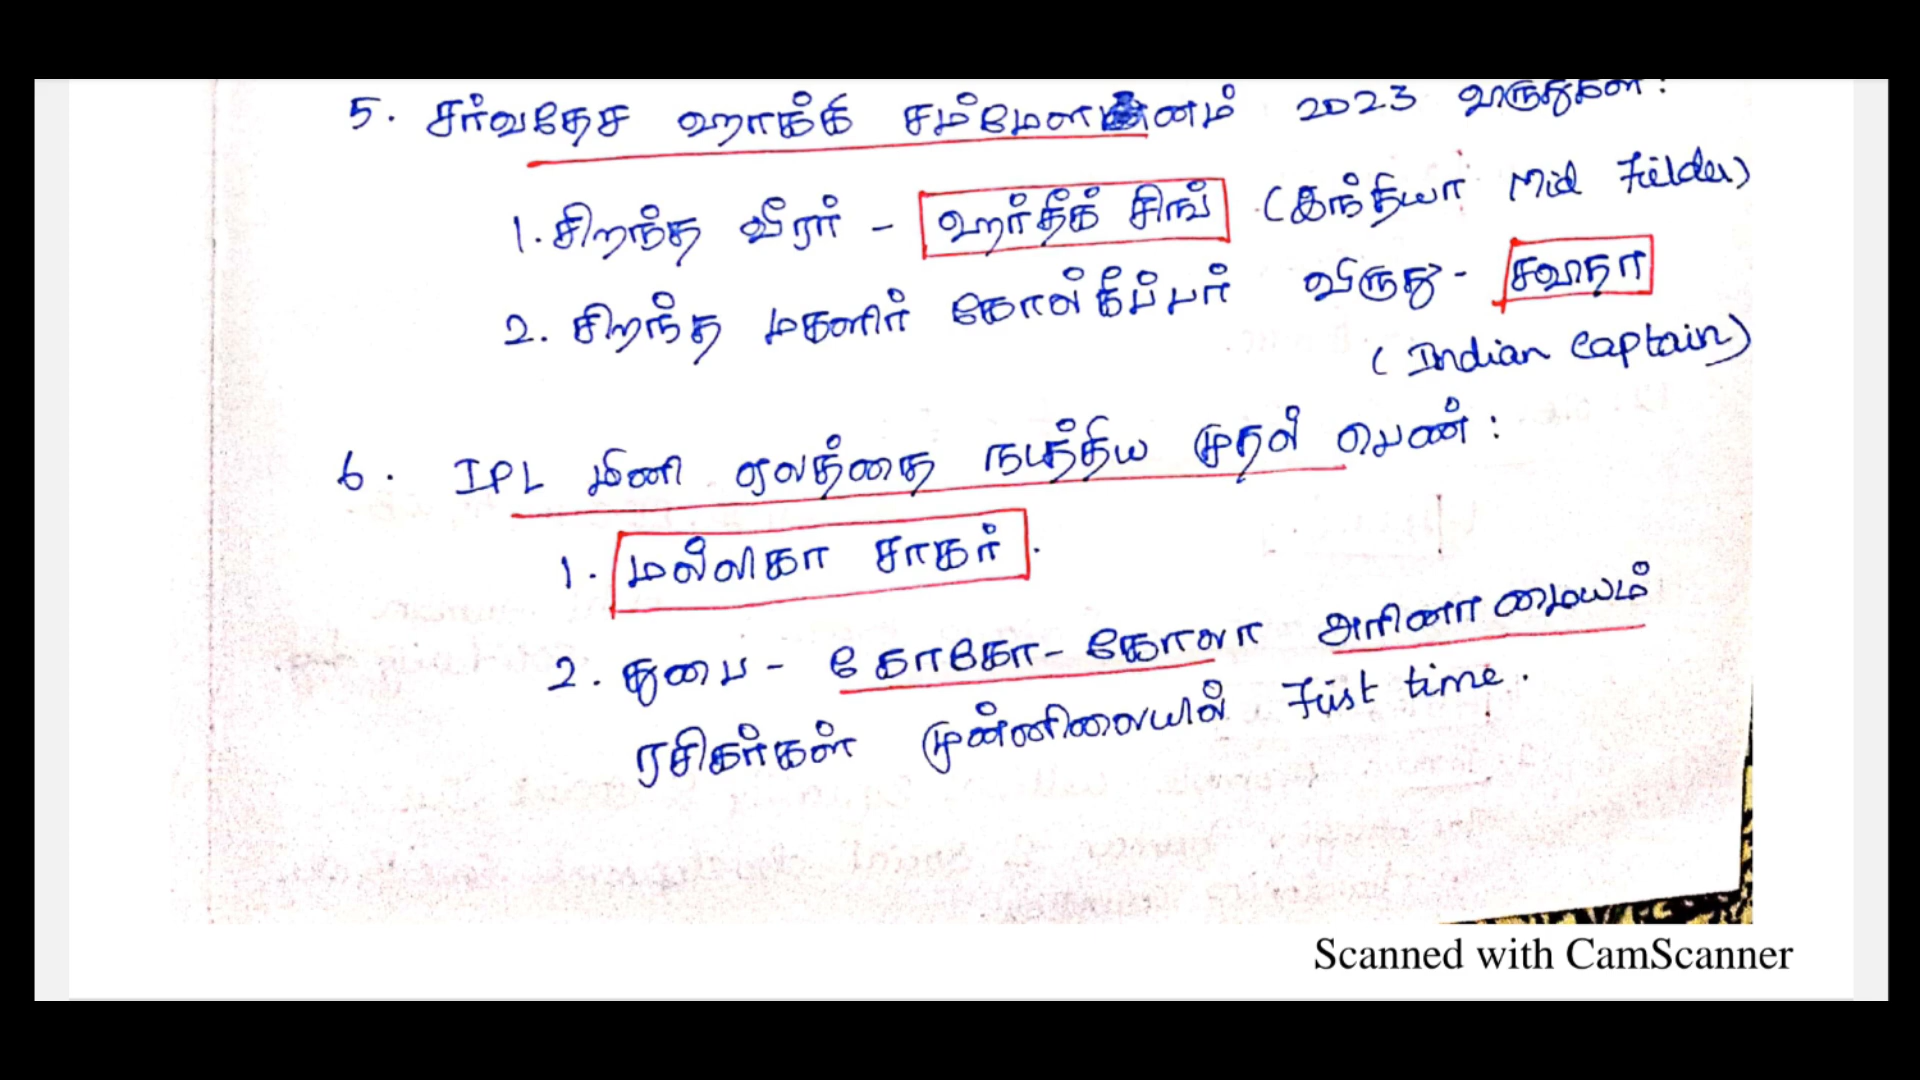 5. சர்வதேச ஹாக்கி சம்மேளனம் 2023 விருதுகள் :
1. சிறந்த வீரர் - ஹர்தீக் சிங் (இந்தியா Mid Fielder)
2. சிறந்த மகளிர் கோல்கீப்பர் விருது - சவிதா
( Indian Captain)
6. IPL மினி ஏலத்தை நடத்திய முதல் பெண் :
1. மல்லிகா சாகர் .
2. துபை - கோகோ - கோலா அரினா மையம்
ரசிகர்கள் முன்னிலையில் First time .
Scanned with CamScanner